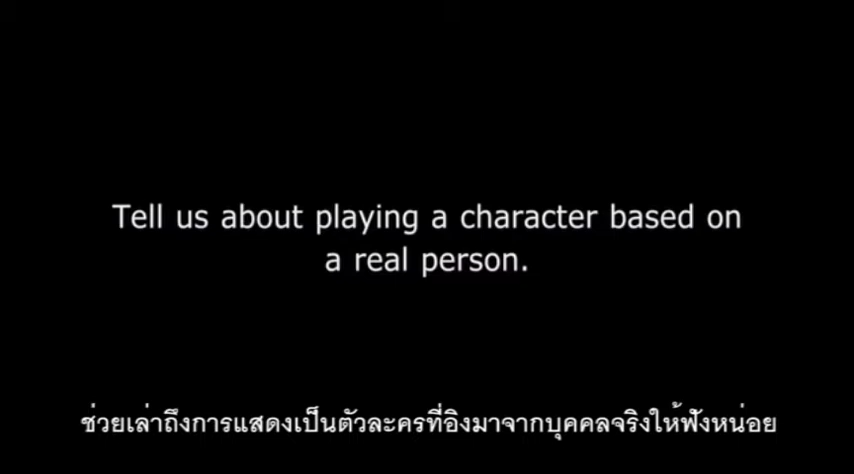 Tell us about playing a character based on
a real person.
ช่วยเล่าถึงการแสดงเป็นตัวละครที่อิงมาจากบุคคลจริงให้ฟังหน่อย